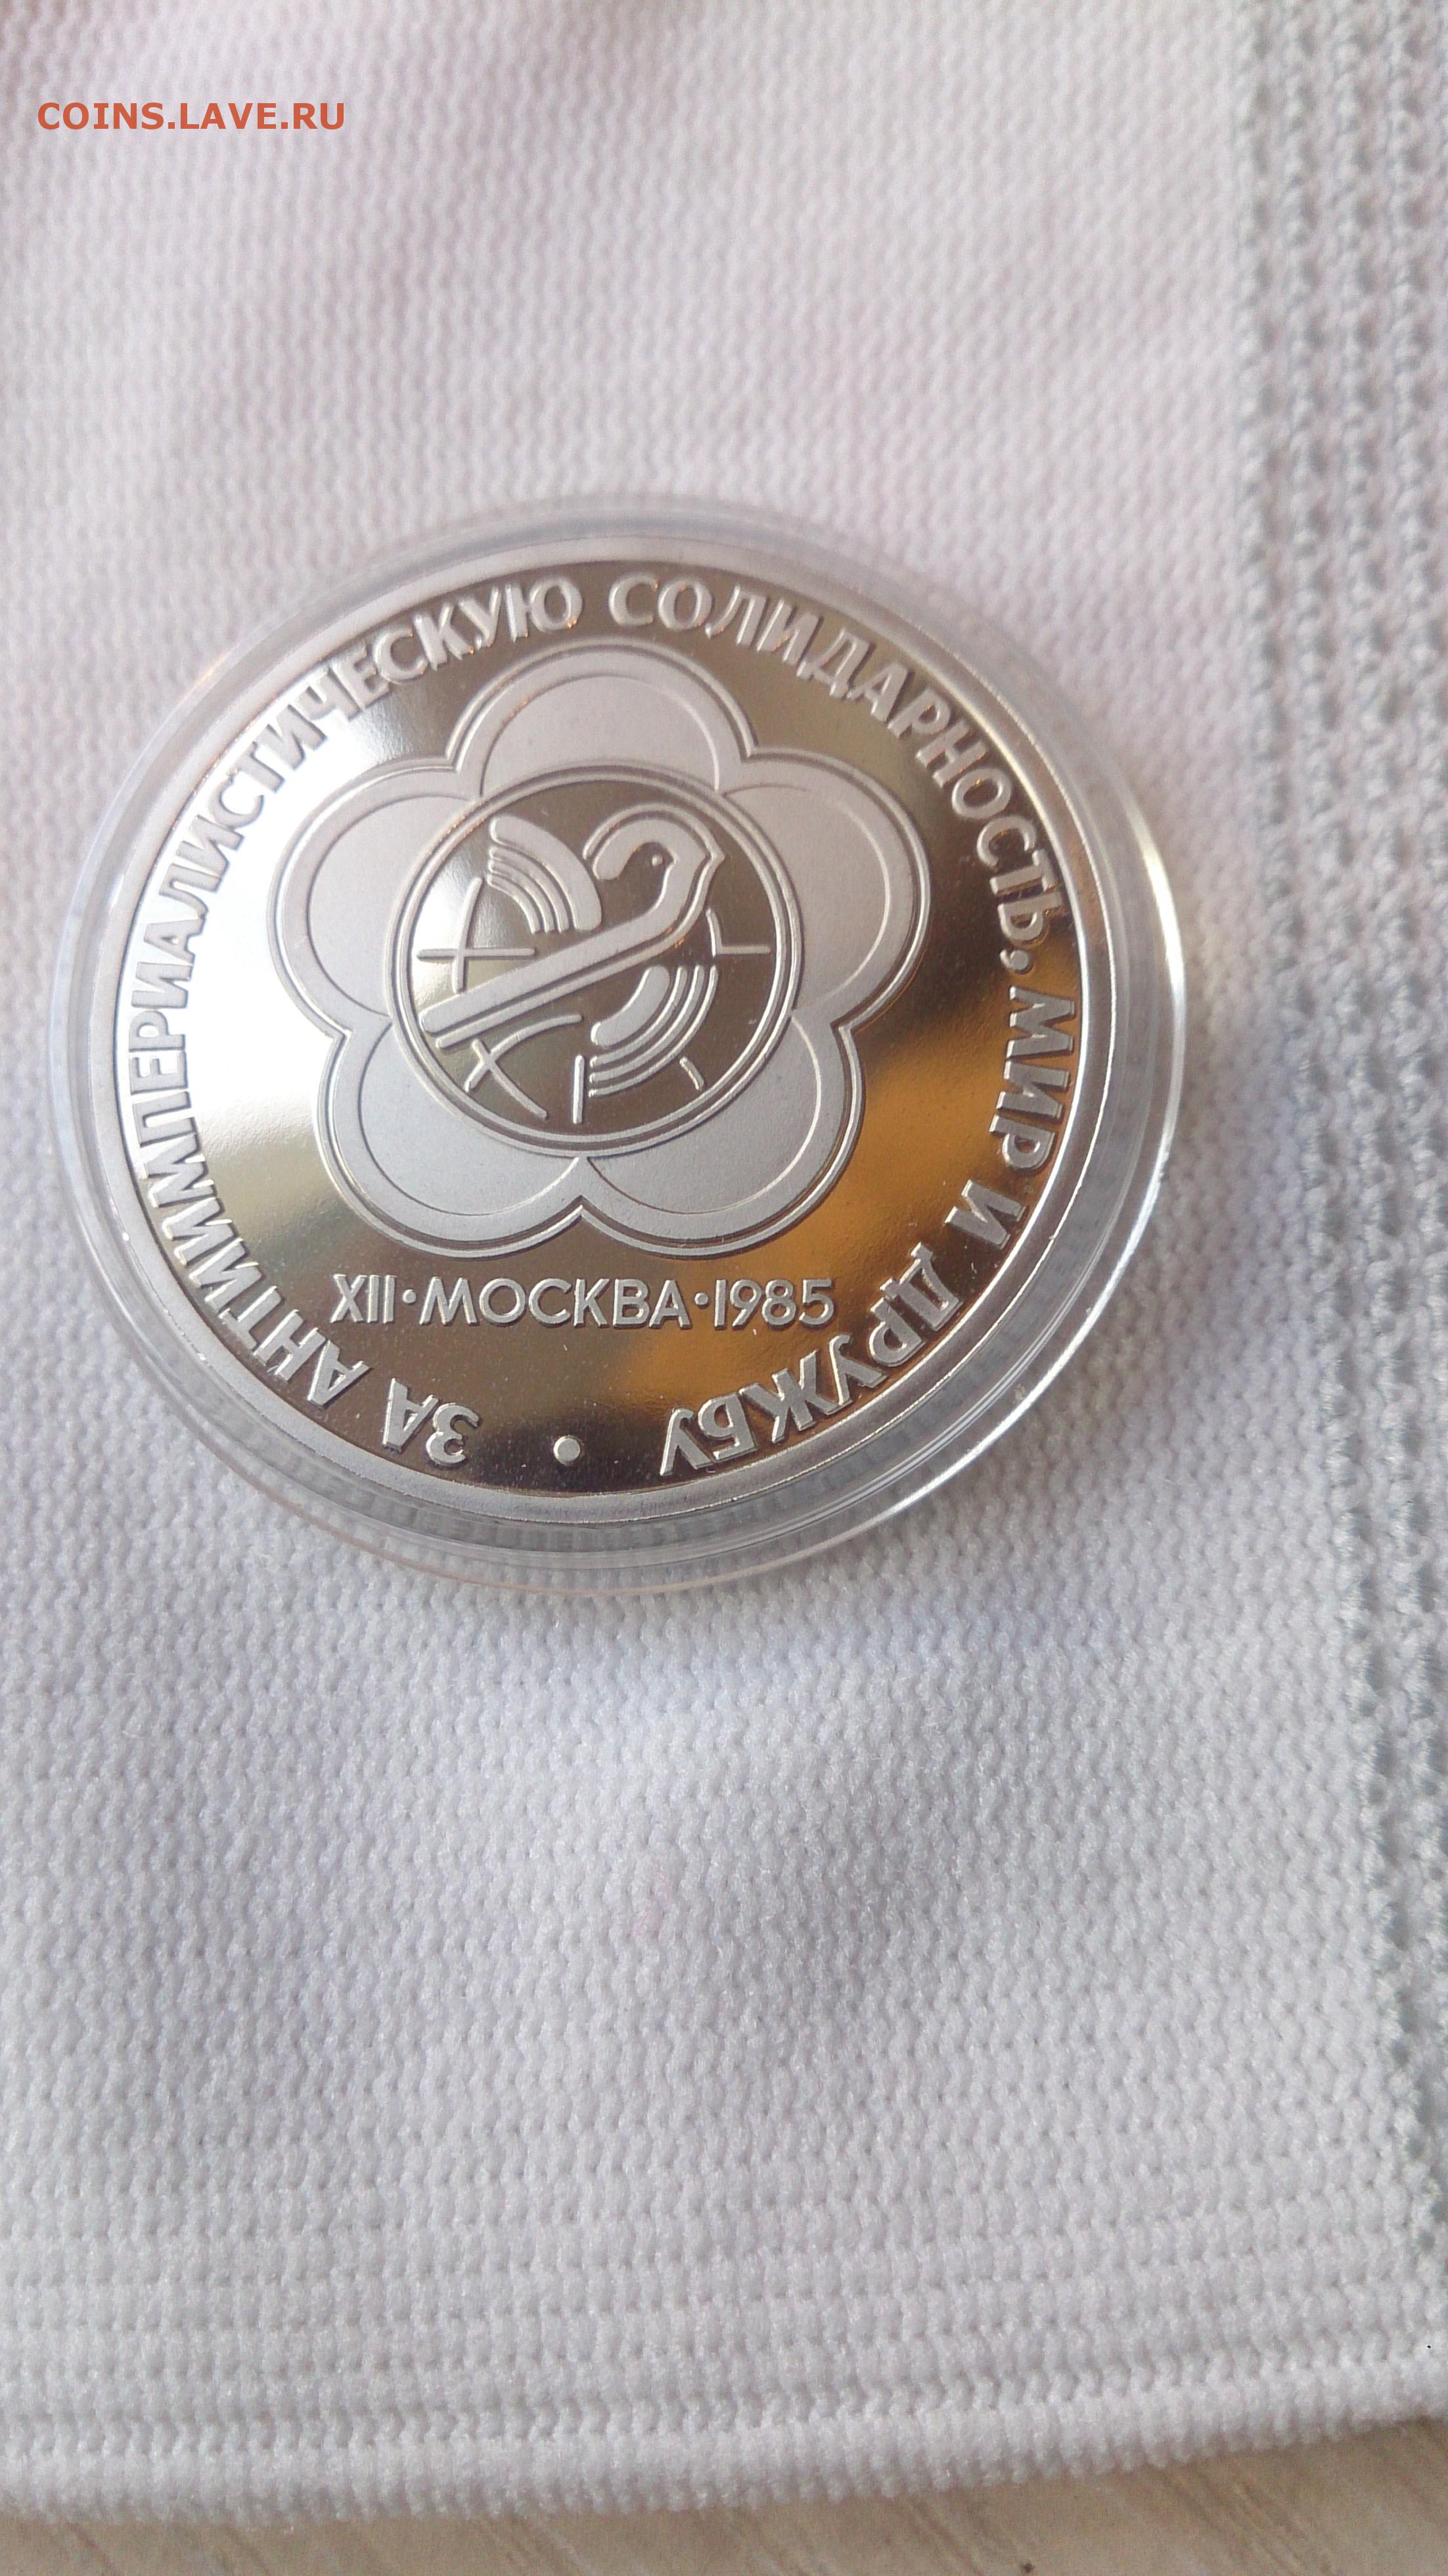 COINS.LAVE.RU
ЗА АНТИИМПЕРИАЛИСТИЧЕСКУЮ СОЛИДАРНОСТЬ, МИР И ДРУЖБУ •
XII•МОСКВА•1985